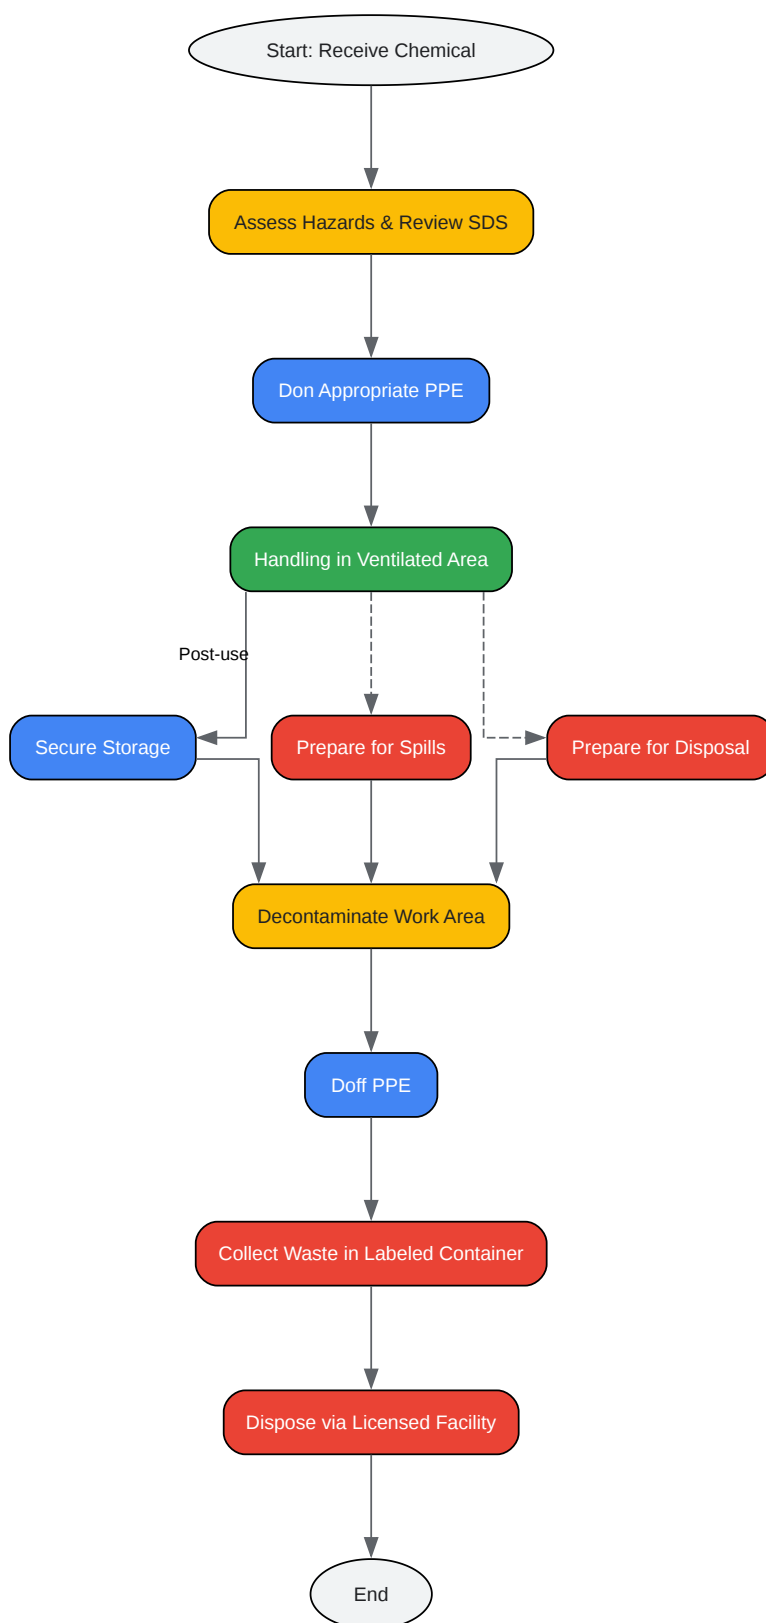 Start: Receive Chemical
Assess Hazards & Review SDS
Don Appropriate PPE
Handling in Ventilated Area
Post-use
Secure Storage
Prepare for Spills
Prepare for Disposal
Decontaminate Work Area
Doff PPE
Collect Waste in Labeled Container
Dispose via Licensed Facility
End